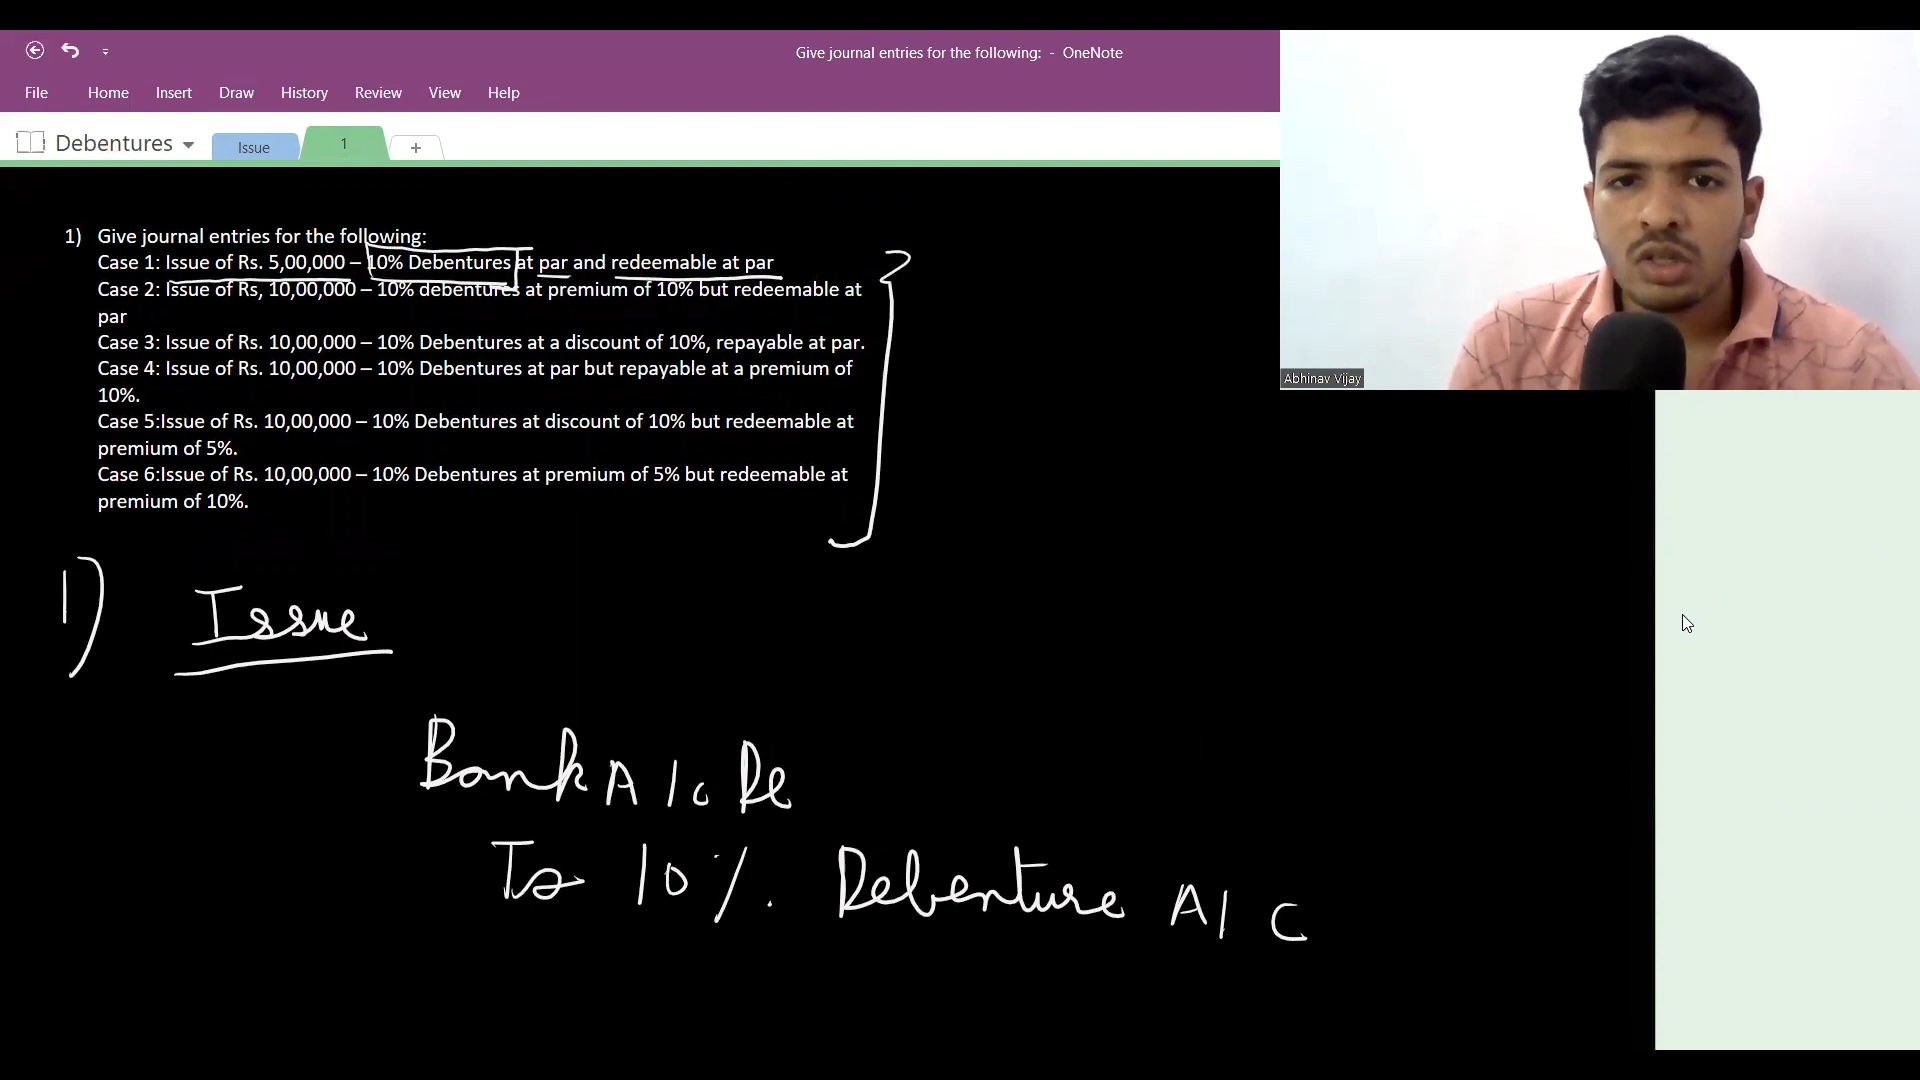 Give journal entries for the following: - OneNote
File Home Insert Draw History Review View Help
Debentures Issue 1 +
1) Give journal entries for the following:
Case 1: Issue of Rs. 5,00,000 – 10% Debentures at par and redeemable at par
Case 2: Issue of Rs, 10,00,000 – 10% debentures at premium of 10% but redeemable at
par
Case 3: Issue of Rs. 10,00,000 – 10% Debentures at a discount of 10%, repayable at par.
Case 4: Issue of Rs. 10,00,000 – 10% Debentures at par but repayable at a premium of
10%.
Case 5:Issue of Rs. 10,00,000 – 10% Debentures at discount of 10% but redeemable at
premium of 5%.
Case 6:Issue of Rs. 10,00,000 – 10% Debentures at premium of 5% but redeemable at
premium of 10%.
Abhinav Vijay
1) Issue
Bank A/c Dr
To 10%. Debenture A/C